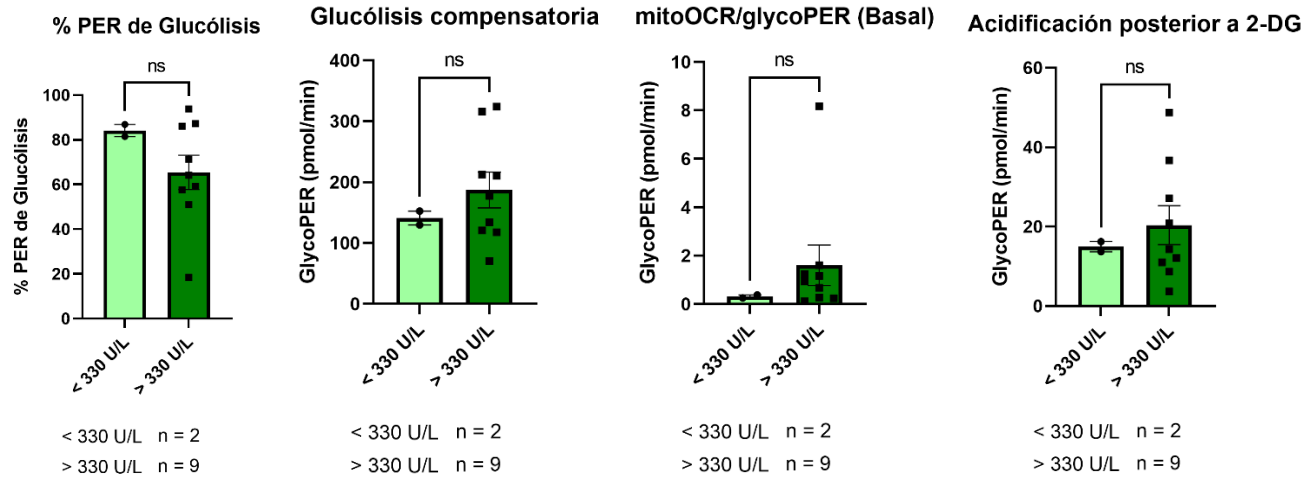 % PER de Glucólisis
ns
100
80
60
40
20
0
% PER de Glucólisis
< 330 U/L
> 330 U/L
< 330 U/L n = 2
> 330 U/L n = 9
Glucólisis compensatoria
ns
400
300
200
100
0
GlycoPER (pmol/min)
< 330 U/L
> 330 U/L
< 330 U/L n = 2
> 330 U/L n = 9
mitoOCR/glycoPER (Basal)
ns
10
8
6
4
2
0
GlycoPER (pmol/min)
< 330 U/L
> 330 U/L
< 330 U/L n = 2
> 330 U/L n = 9
Acidificación posterior a 2-DG
ns
60
40
20
0
GlycoPER (pmol/min)
< 330 U/L
> 330 U/L
< 330 U/L n = 2
> 330 U/L n = 9